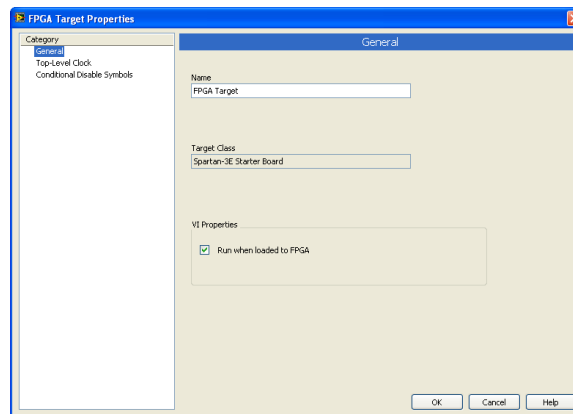 FPGA Target Properties
Category
General
Top-Level Clock
Conditional Disable Symbols
General
Name
FPGA Target
Target Class
Spartan-3E Starter Board
VI Properties
Run when loaded to FPGA
OK
Cancel
Help